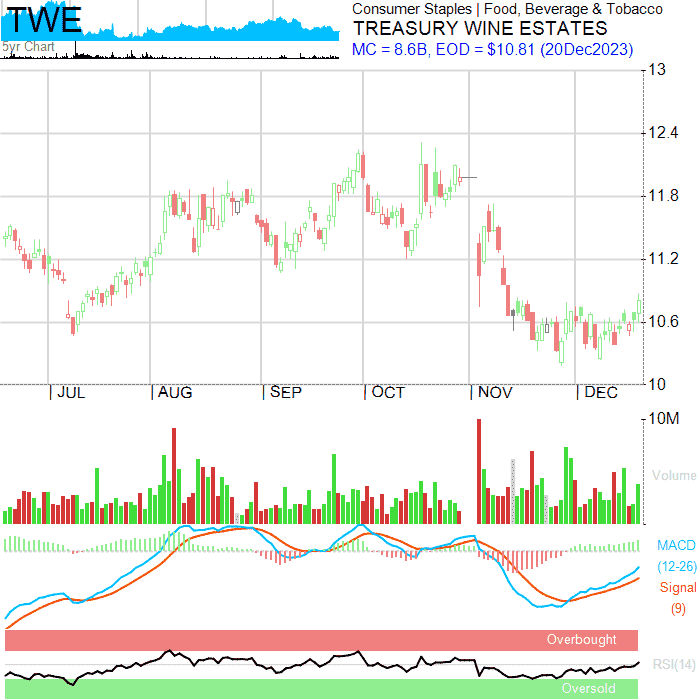 TWE
5yr Chart
Consumer Staples | Food, Beverage & Tobacco
TREASURY WINE ESTATES
MC = 8.6B, EOD = $10.81 (20Dec2023)
13
12.4
11.8
11.2
10.6
10
|JUL |AUG |SEP |OCT |NOV |DEC
10M
Volume
MACD
(12-26)
Signal
(9)
Overbought
RSI(14)
Oversold